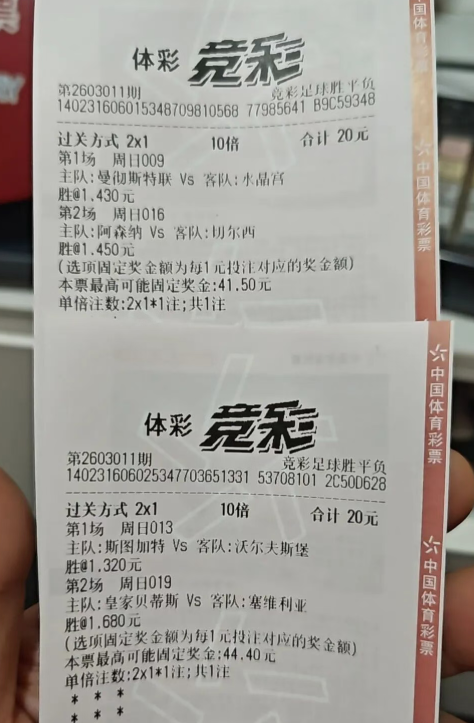 体彩 竞彩
第2603011期 竞彩足球胜平负
140231606015348709810568 77985641 B9C59348
过关方式 2x1 10倍 合计 20元
第1场 周日009
主队:曼彻斯特联 Vs 客队:水晶宫
胜@1.430元
第2场 周日016
主队:阿森纳 Vs 客队:切尔西
胜@1.450元
(选项固定奖金额为每1元投注对应的奖金额)
本票最高可能固定奖金:41.50元
单倍注数:2x1*1注;共1注
中国体育彩票
中国体育彩票
体彩 竞彩
第2603011期 竞彩足球胜平负
140231606025347703651331 53708101 2C50D628
过关方式 2x1 10倍 合计 20元
第1场 周日013
主队:斯图加特 Vs 客队:沃尔夫斯堡
胜@1.320元
第2场 周日019
主队:皇家贝蒂斯 Vs 客队:塞维利亚
胜@1.680元
(选项固定奖金额为每1元投注对应的奖金额)
本票最高可能固定奖金:44.40元
单倍注数:2x1*1注;共1注
* * *
* * *
中国体育彩票
中国体育彩票